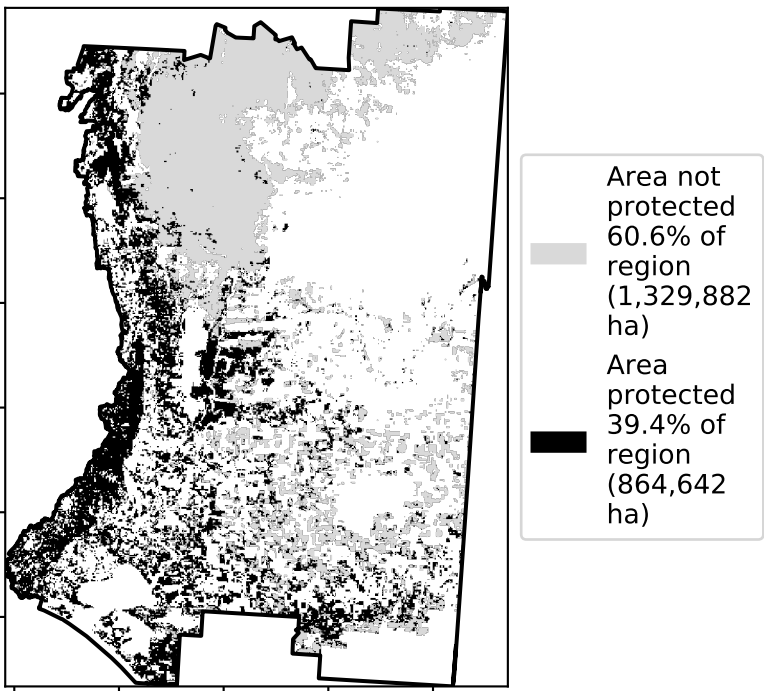 Area not
protected
60.6% of
region
(1,329,882
ha)
Area
protected
39.4% of
region
(864,642
ha)